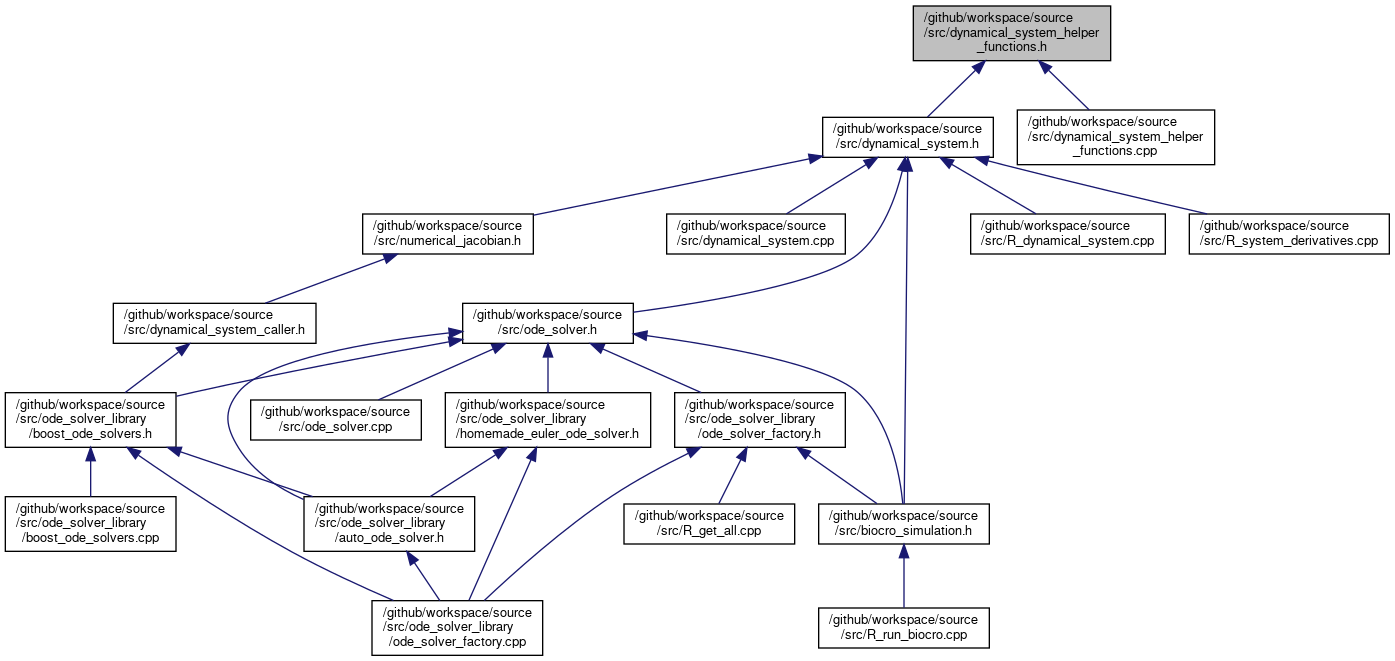 /github/workspace/source
/src/dynamical_system_helper
_functions.h
/github/workspace/source
/src/dynamical_system.h
/github/workspace/source
/src/dynamical_system_helper
_functions.cpp
/github/workspace/source
/src/numerical_jacobian.h
/github/workspace/source
/src/dynamical_system.cpp
/github/workspace/source
/src/R_dynamical_system.cpp
/github/workspace/source
/src/R_system_derivatives.cpp
/github/workspace/source
/src/dynamical_system_caller.h
/github/workspace/source
/src/ode_solver.h
/github/workspace/source
/src/ode_solver_library
/boost_ode_solvers.h
/github/workspace/source
/src/ode_solver.cpp
/github/workspace/source
/src/ode_solver_library
/homemade_euler_ode_solver.h
/github/workspace/source
/src/ode_solver_library
/ode_solver_factory.h
/github/workspace/source
/src/ode_solver_library
/boost_ode_solvers.cpp
/github/workspace/source
/src/ode_solver_library
/auto_ode_solver.h
/github/workspace/source
/src/R_get_all.cpp
/github/workspace/source
/src/biocro_simulation.h
/github/workspace/source
/src/ode_solver_library
/ode_solver_factory.cpp
/github/workspace/source
/src/R_run_biocro.cpp